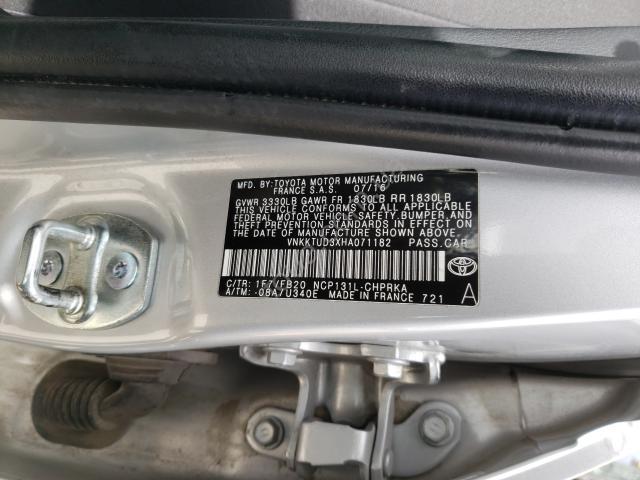 MFD. BY:TOYOTA MOTOR MANUFACTURING
FRANCE S.A.S. 07/16
GVWR 3330LB GAWR FR 1830LB RR 1830LB
THIS VEHICLE CONFORMS TO ALL APPLICABLE
FEDERAL MOTOR VEHICLE SAFETY,BUMPER,AND
THEFT PREVENTION STANDARDS IN EFFECT ON
THE DATE OF MANUFACTURE SHOWN ABOVE.
VNKKTUD3XHA071182 PASS.CAR
C/TR: 1F7/FB20 NCP131L-CHPRKA
A/TM: -08A/U340E MADE IN FRANCE 721
A